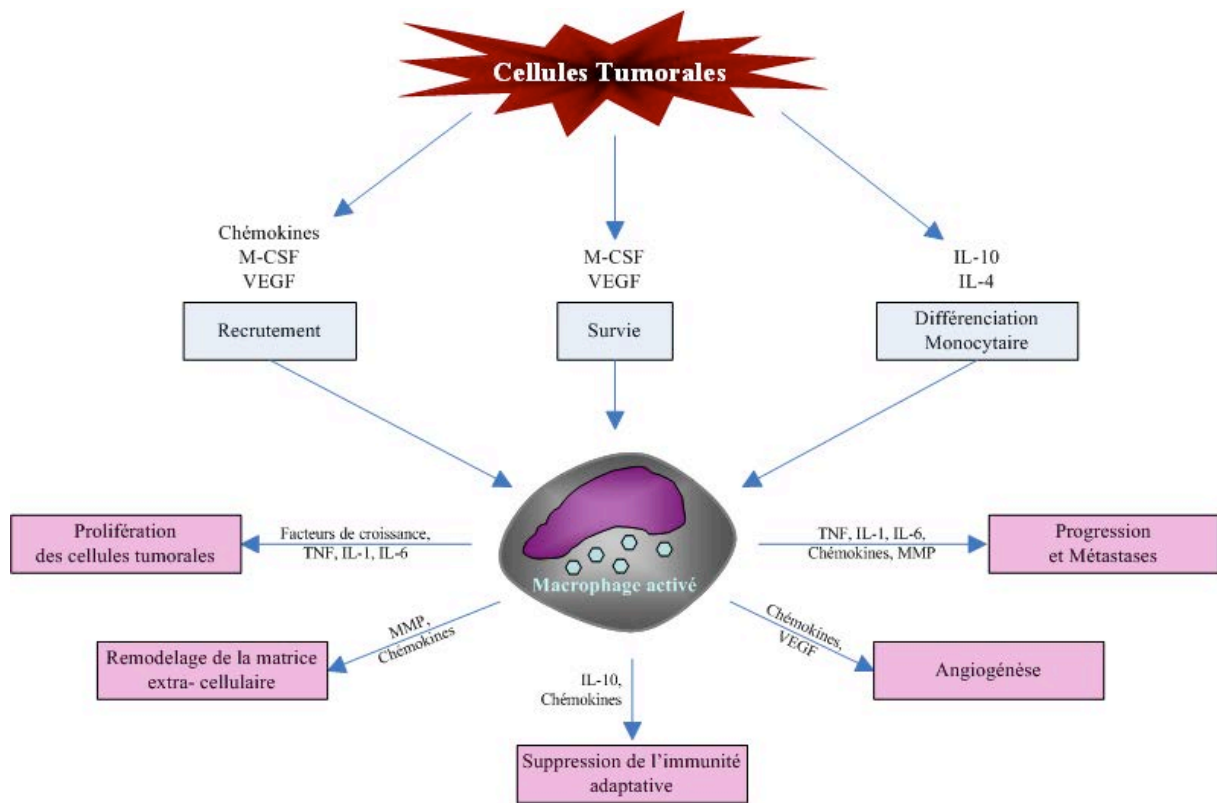 Cellules Tumorales
Chémokines
M-CSF
VEGF
M-CSF
VEGF
IL-10
IL-4
Recrutement
Survie
Différenciation
Monocytaire
Prolifération
des cellules tumorales
Facteurs de croissance,
TNF, IL-1, IL-6
Macrophage activé
TNF, IL-1, IL-6,
Chémokines, MMP
Progression
et Métastases
MMP,
Chémokines
Remodelage de la matrice
extra- cellulaire
IL-10,
Chémokines
Chémokines,
VEGF
Angiogénèse
Suppression de l’immunité
adaptative